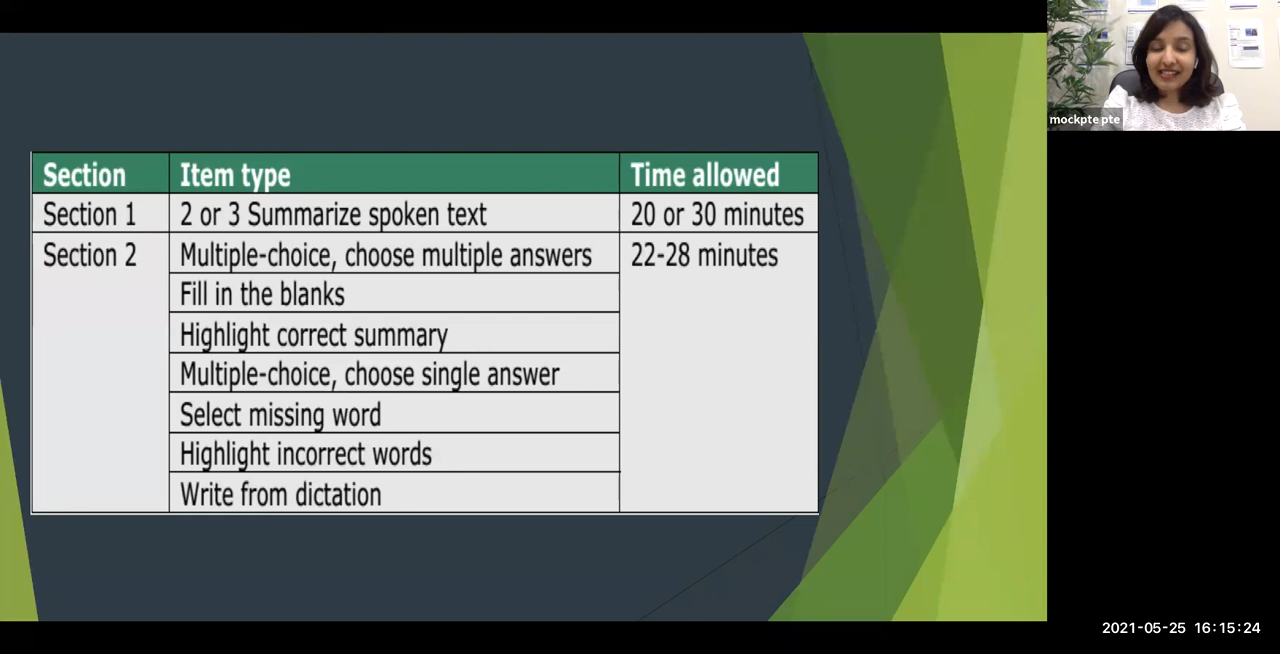 mockpte pte
Section Item type Time allowed
Section 1 2 or 3 Summarize spoken text 20 or 30 minutes
Section 2 Multiple-choice, choose multiple answers 22-28 minutes
Fill in the blanks
Highlight correct summary
Multiple-choice, choose single answer
Select missing word
Highlight incorrect words
Write from dictation
2021-05-25 16:15:24